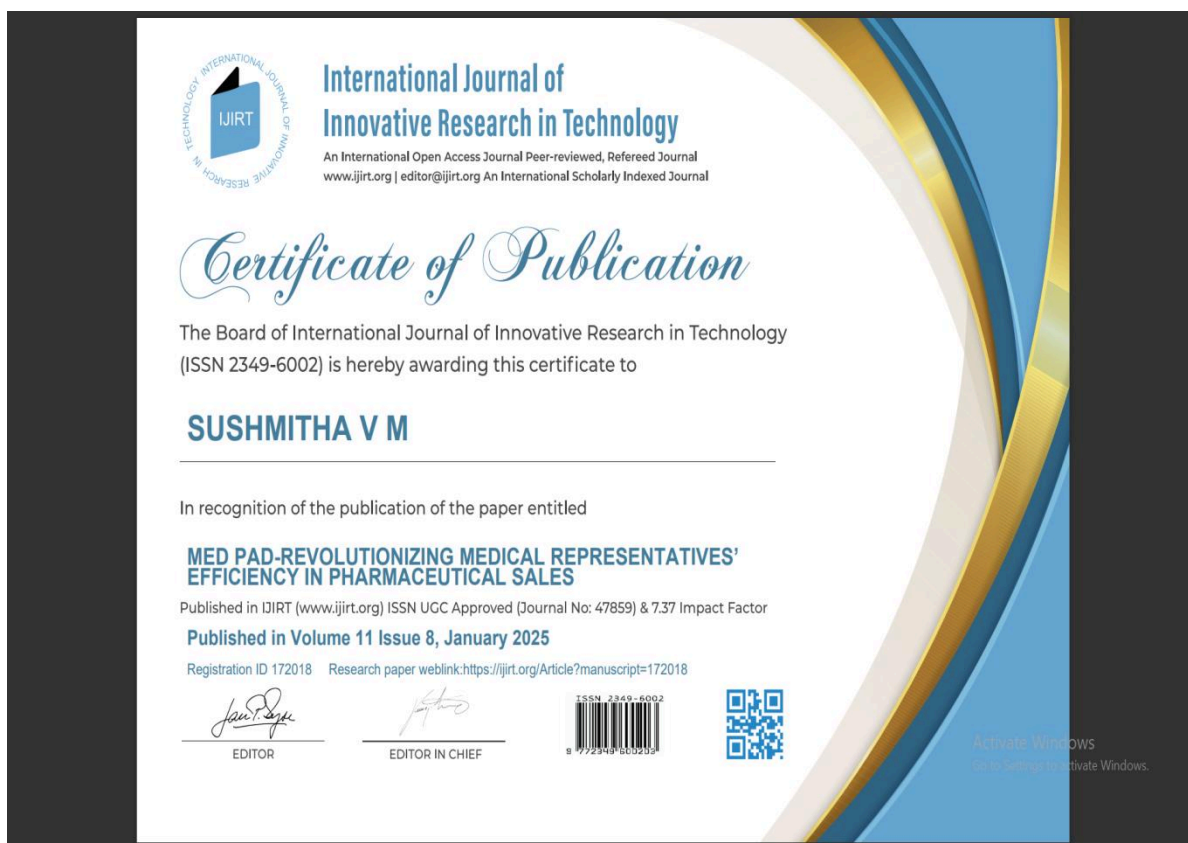 INTERNATIONAL JOURNAL OF INNOVATIVE RESEARCH IN TECHNOLOGY
IJIRT
International Journal of
Innovative Research in Technology
An International Open Access Journal Peer-reviewed, Refereed Journal
www.ijirt.org | editor@ijirt.org An International Scholarly Indexed Journal
Certificate of Publication
The Board of International Journal of Innovative Research in Technology
(ISSN 2349-6002) is hereby awarding this certificate to
SUSHMITHA V M
In recognition of the publication of the paper entitled
MED PAD-REVOLUTIONIZING MEDICAL REPRESENTATIVES’
EFFICIENCY IN PHARMACEUTICAL SALES
Published in IJIRT (www.ijirt.org) ISSN UGC Approved (Journal No: 47859) & 7.37 Impact Factor
Published in Volume 11 Issue 8, January 2025
Registration ID 172018 Research paper weblink:https://ijirt.org/Article?manuscript=172018
EDITOR
EDITOR IN CHIEF
ISSN 2349-6002
9 772349 600203
Activate Windows
Go to Settings to activate Windows.